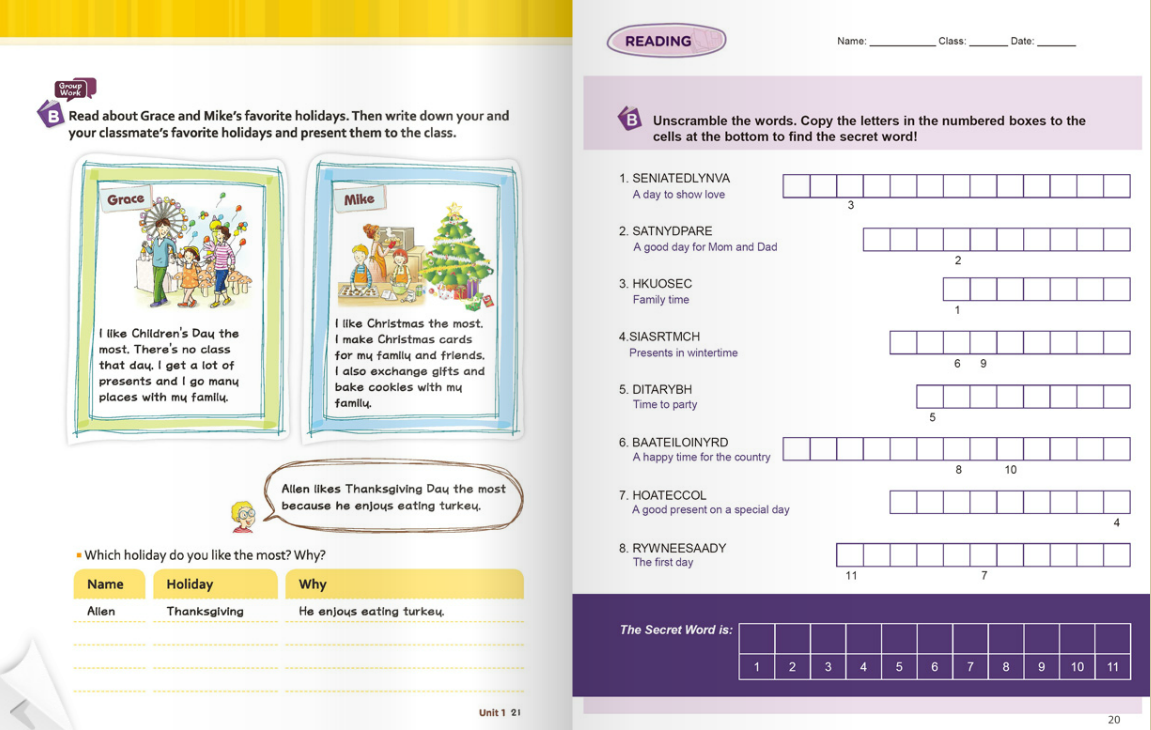 Group
Work
B Read about Grace and Mike's favorite holidays. Then write down your and
your classmate's favorite holidays and present them to the class.
Grace
I like Children's Day the
most. There's no class
that day. I get a lot of
presents and I go many
places with my family.
Mike
I like Christmas the most.
I make Christmas cards
for my family and friends.
I also exchange gifts and
bake cookies with my
family.
Allen likes Thanksgiving Day the most
because he enjoys eating turkey.
Which holiday do you like the most? Why?
Name Holiday Why
Allen Thanksgiving He enjoys eating turkey.
Unit 1 21
READING
Name: ____________ Class: _______ Date: _______
B Unscramble the words. Copy the letters in the numbered boxes to the
cells at the bottom to find the secret word!
1. SENIATEDLYNVA
A day to show love
3
2. SATNYDPARE
A good day for Mom and Dad
2
3. HKUOSEC
Family time
1
4.SIASRTMCH
Presents in wintertime
6 9
5. DITARYBH
Time to party
5
6. BAATEILOINYRD
A happy time for the country
8 10
7. HOATECCOL
A good present on a special day
4
8. RYWNEESAADY
The first day
11 7
The Secret Word is:
1 2 3 4 5 6 7 8 9 10 11
20